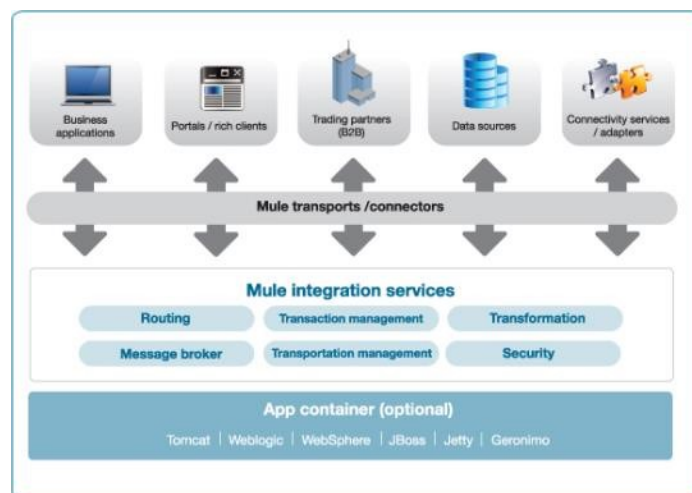 Business
applications
Portals / rich clients
Trading partners
(B2B)
Data sources
Connectivity services
/ adapters
Mule transports /connectors
Mule integration services
Routing
Transaction management
Transformation
Message broker
Transportation management
Security
App container (optional)
Tomcat | Weblogic | WebSphere | JBoss | Jetty | Geronimo